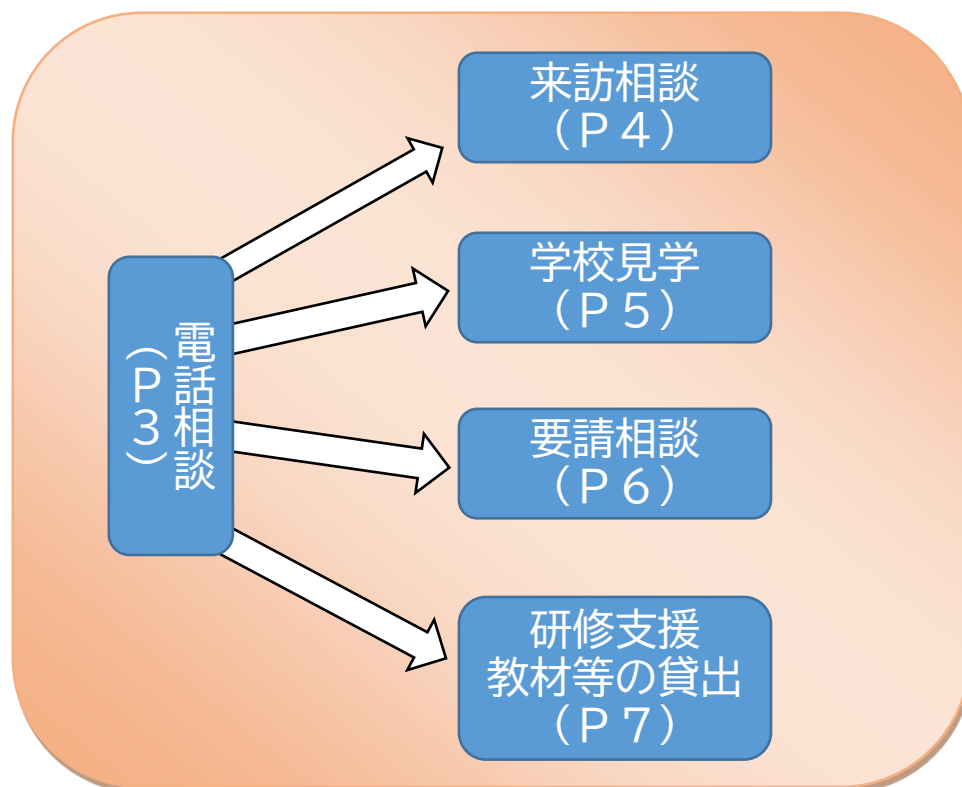 電話相談
（Ｐ３）
来訪相談
（Ｐ４）
学校見学
（Ｐ５）
要請相談
（Ｐ６）
研修支援
教材等の貸出
（Ｐ７）